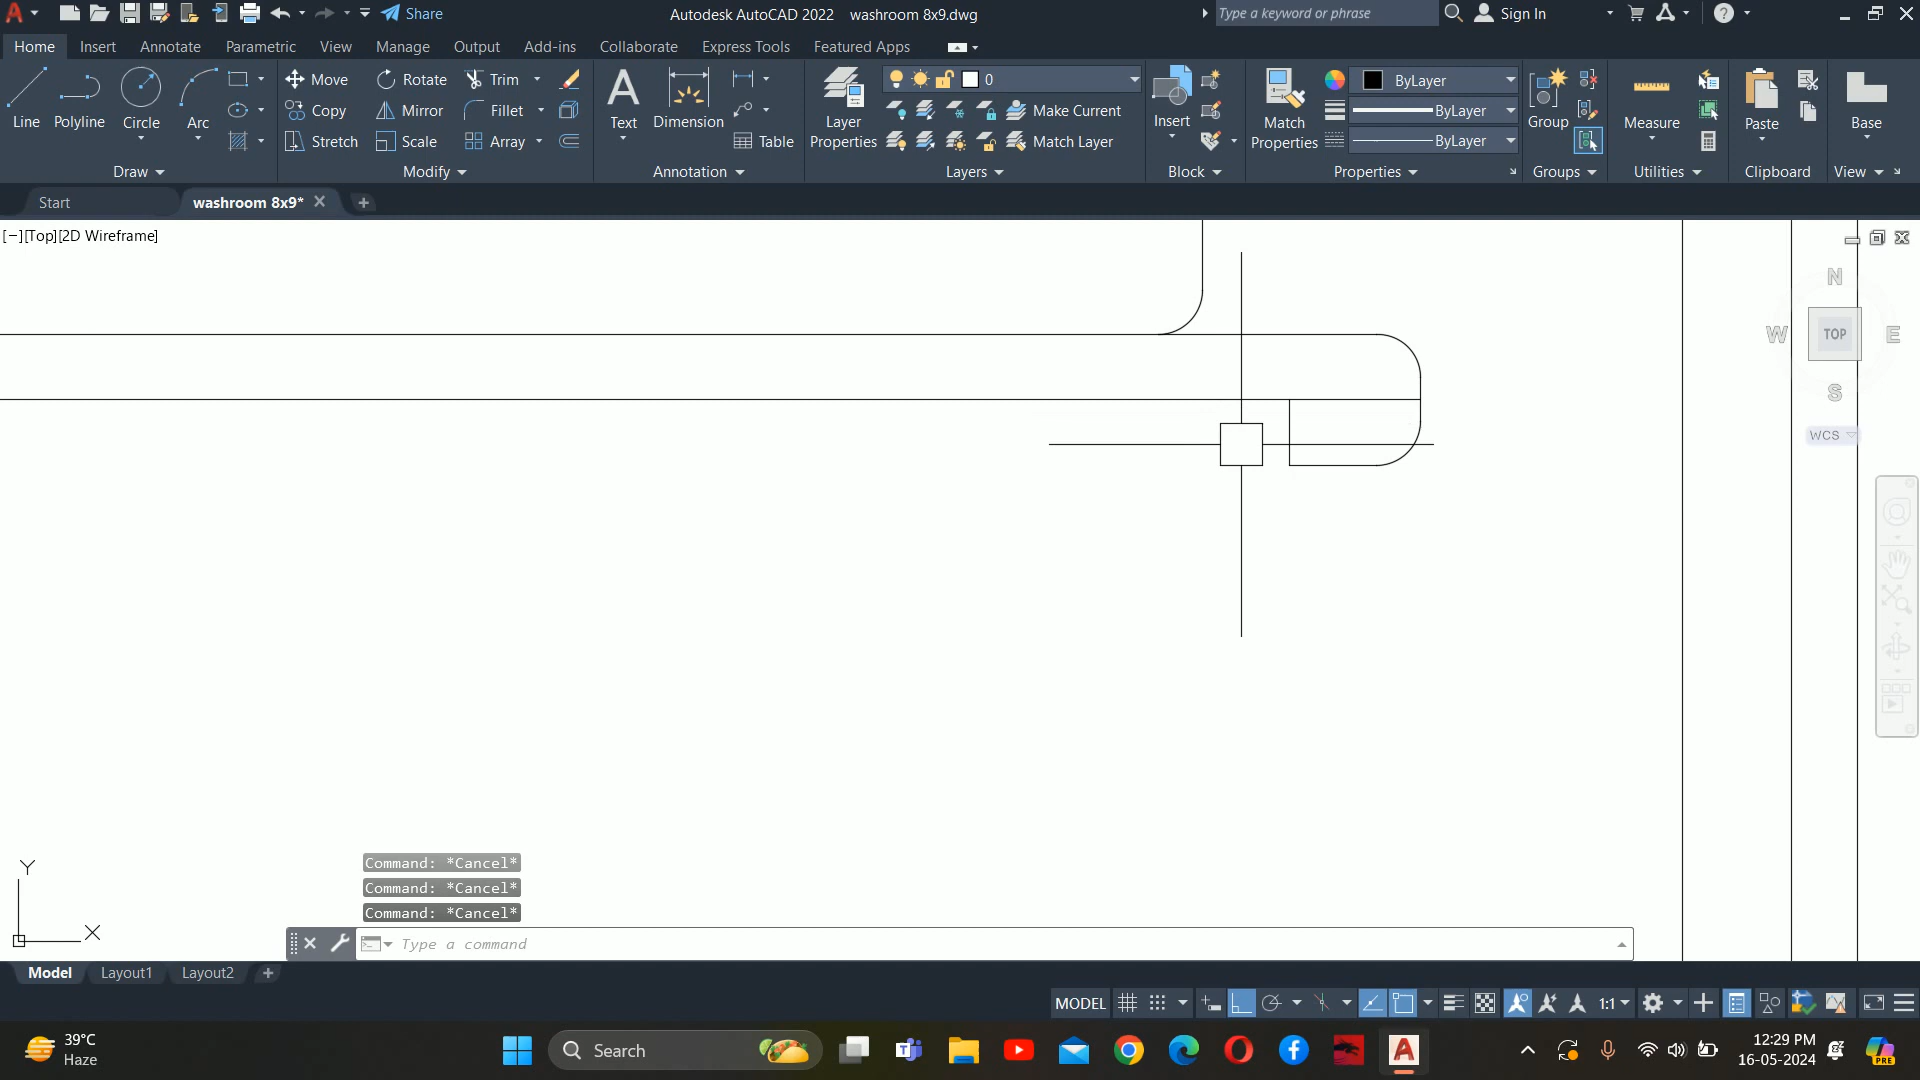 Share
Autodesk AutoCAD 2022 washroom 8x9.dwg
Type a keyword or phrase
Sign In
Home Insert Annotate Parametric View Manage Output Add-ins Collaborate Express Tools Featured Apps
Line Polyline Circle Arc
Move Rotate Trim
Copy Mirror Fillet
Stretch Scale Array
Text Dimension Table
Layer Properties
0
Make Current
Match Layer
Insert
Match Properties
ByLayer
ByLayer
ByLayer
Group
Measure
Paste
Base
Draw Modify Annotation Layers Block Properties Groups Utilities Clipboard View
Start washroom 8x9*
[−][Top][2D Wireframe]
N
W TOP E
S
WCS
Command: *Cancel*
Command: *Cancel*
Command: *Cancel*
Type a command
Y
X
Model Layout1 Layout2
MODEL 1:1
39°C
Haze
Search
12:29 PM
16-05-2024
PRE